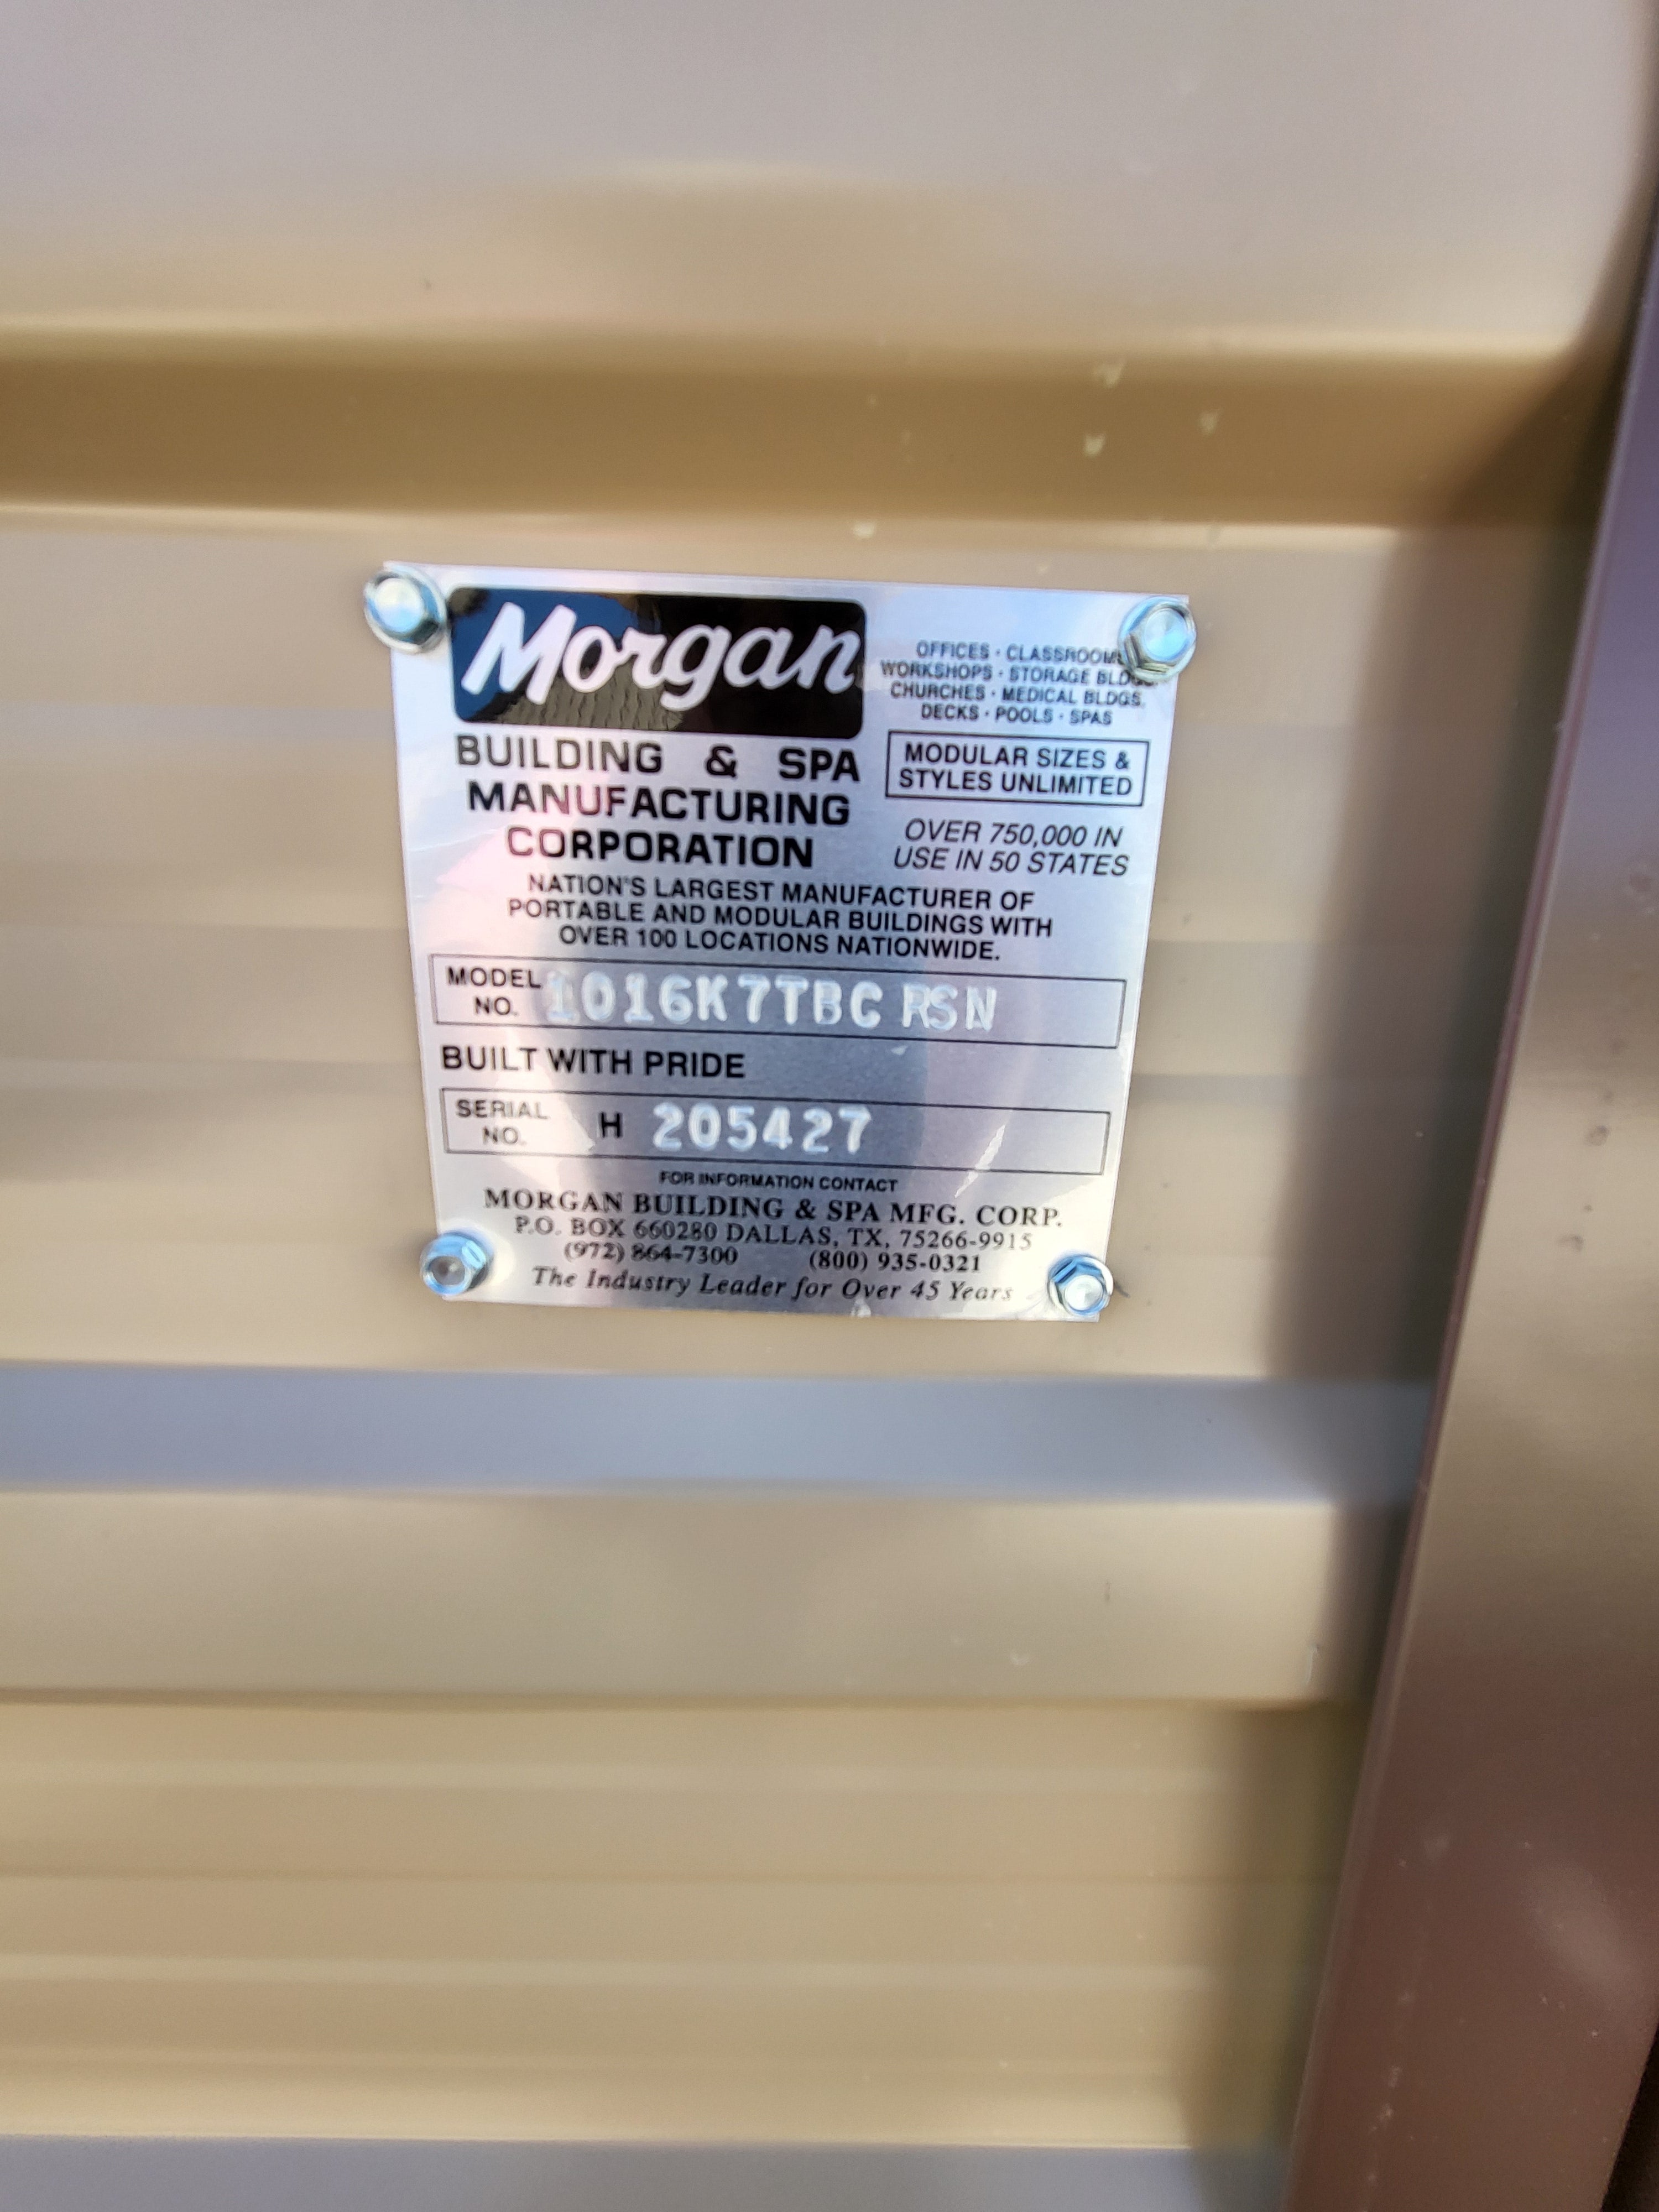 Morgan
BUILDING & SPA
MANUFACTURING
CORPORATION
OFFICES · CLASSROOMS
WORKSHOPS · STORAGE BLDGS.
CHURCHES · MEDICAL BLDGS.
DECKS · POOLS · SPAS
MODULAR SIZES &
STYLES UNLIMITED
OVER 750,000 IN
USE IN 50 STATES
NATION'S LARGEST MANUFACTURER OF
PORTABLE AND MODULAR BUILDINGS WITH
OVER 100 LOCATIONS NATIONWIDE.
MODEL NO. 1016K7TBC RSN
BUILT WITH PRIDE
SERIAL NO. H 205427
FOR INFORMATION CONTACT
MORGAN BUILDING & SPA MFG. CORP.
P.O. BOX 660280 DALLAS, TX, 75266-9915
(972) 864-7300 (800) 935-0321
The Industry Leader for Over 45 Years